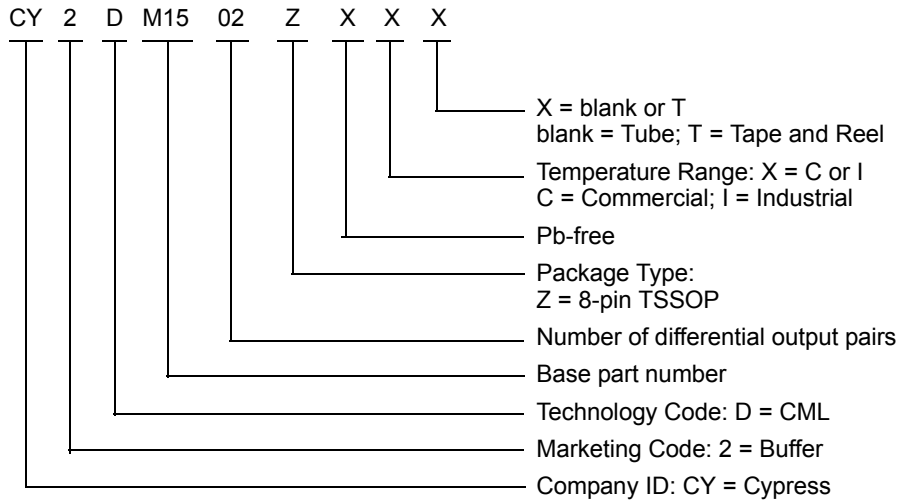 CY 2 D M15 02 Z X X X
X = blank or T
blank = Tube; T = Tape and Reel
Temperature Range: X = C or I
C = Commercial; I = Industrial
Pb-free
Package Type:
Z = 8-pin TSSOP
Number of differential output pairs
Base part number
Technology Code: D = CML
Marketing Code: 2 = Buffer
Company ID: CY = Cypress